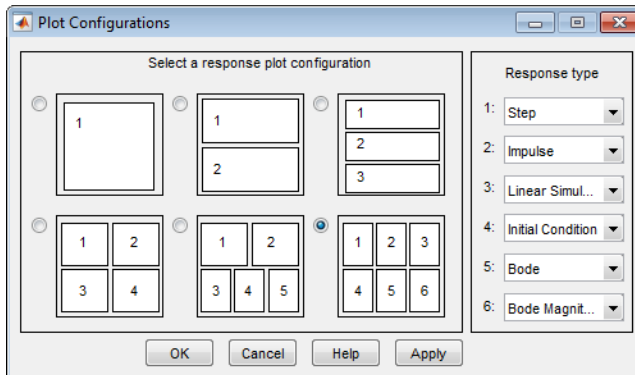 Plot Configurations
Select a response plot configuration
1
1
2
1
2
3
1 2
3 4
1 2
3 4 5
1 2 3
4 5 6
Response type
1: Step
2: Impulse
3: Linear Simul...
4: Initial Condition
5: Bode
6: Bode Magnit...
OK Cancel Help Apply